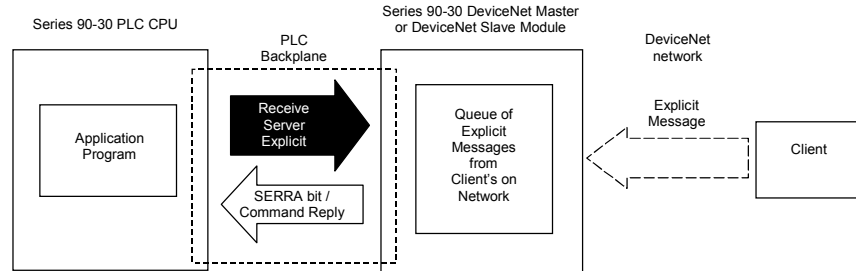 Series 90-30 PLC CPU
Series 90-30 DeviceNet Master
or DeviceNet Slave Module
PLC
Backplane
DeviceNet
network
Application
Program
Receive
Server
Explicit
SERRA bit /
Command Reply
Queue of
Explicit
Messages
from
Client's on
Network
Explicit
Message
Client